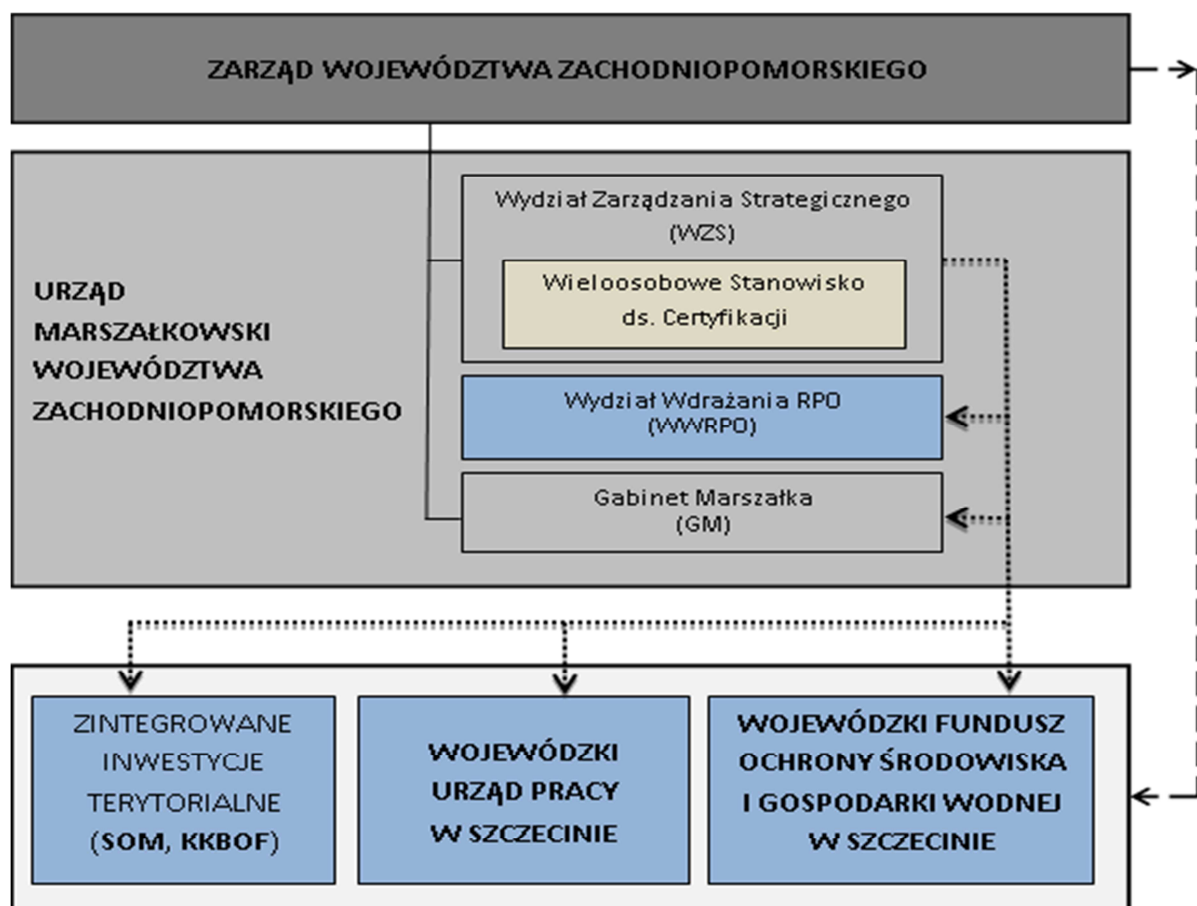 ZARZĄD WOJEWÓDZTWA ZACHODNIOPOMORSKIEGO
URZĄD
MARSZAŁKOWSKI
WOJEWÓDZTWA
ZACHODNIOPOMORSKIEGO
Wydział Zarządzania Strategicznego
(WZS)
Wieloosobowe Stanowisko
ds. Certyfikacji
Wydział Wdrażania RPO
(WWRPO)
Gabinet Marszałka
(GM)
ZINTEGROWANE
INWESTYCJE
TERYTORIALNE
(SOM, KKBOF)
WOJEWÓDZKI
URZĄD PRACY
W SZCZECINIE
WOJEWÓDZKI FUNDUSZ
OCHRONY ŚRODOWISKA
I GOSPODARKI WODNEJ
W SZCZECINIE